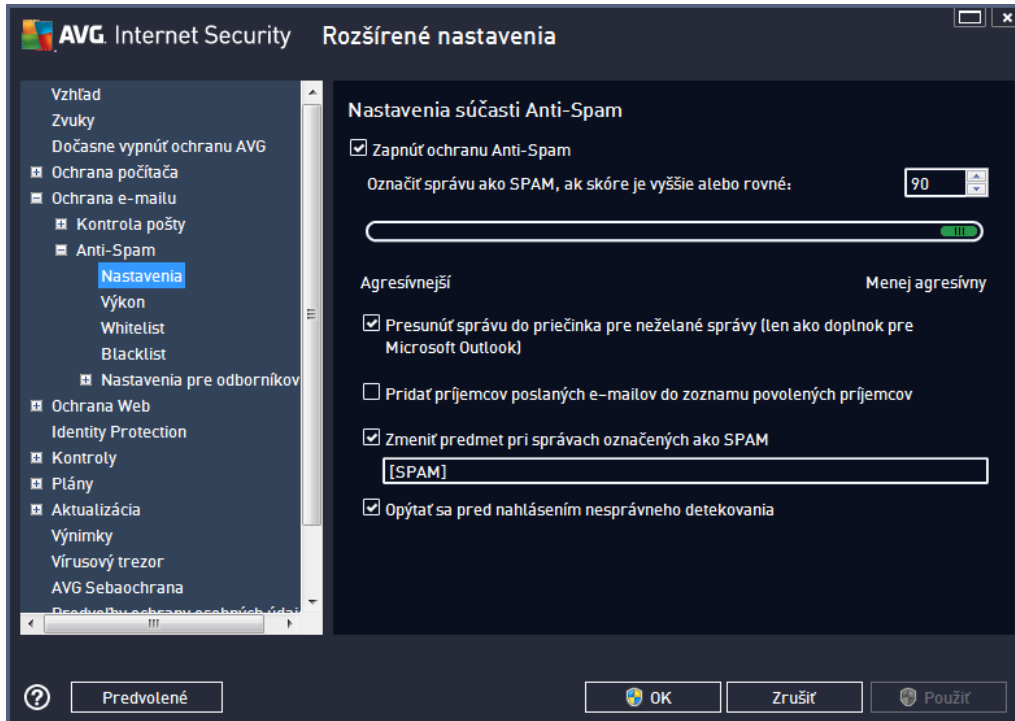 AVG. Internet Security Rozšírené nastavenia
Vzhľad
Zvuky
Dočasne vypnúť ochranu AVG
Ochrana počítača
Ochrana e-mailu
Kontrola pošty
Anti-Spam
Nastavenia
Výkon
Whitelist
Blacklist
Nastavenia pre odborníkov
Ochrana Web
Identity Protection
Kontroly
Plány
Aktualizácia
Výnimky
Vírusový trezor
AVG Sebaochrana
Nastavenia súčasti Anti-Spam
Zapnúť ochranu Anti-Spam
Označiť správu ako SPAM, ak skóre je vyššie alebo rovné: 90
Agresívnejší Menej agresívny
Presunúť správu do priečinka pre neželané správy (len ako doplnok pre
Microsoft Outlook)
Pridať príjemcov poslaných e-mailov do zoznamu povolených príjemcov
Zmeniť predmet pri správach označených ako SPAM
[SPAM]
Opýtať sa pred nahlásením nesprávneho detekovania
Predvolené OK Zrušiť Použiť